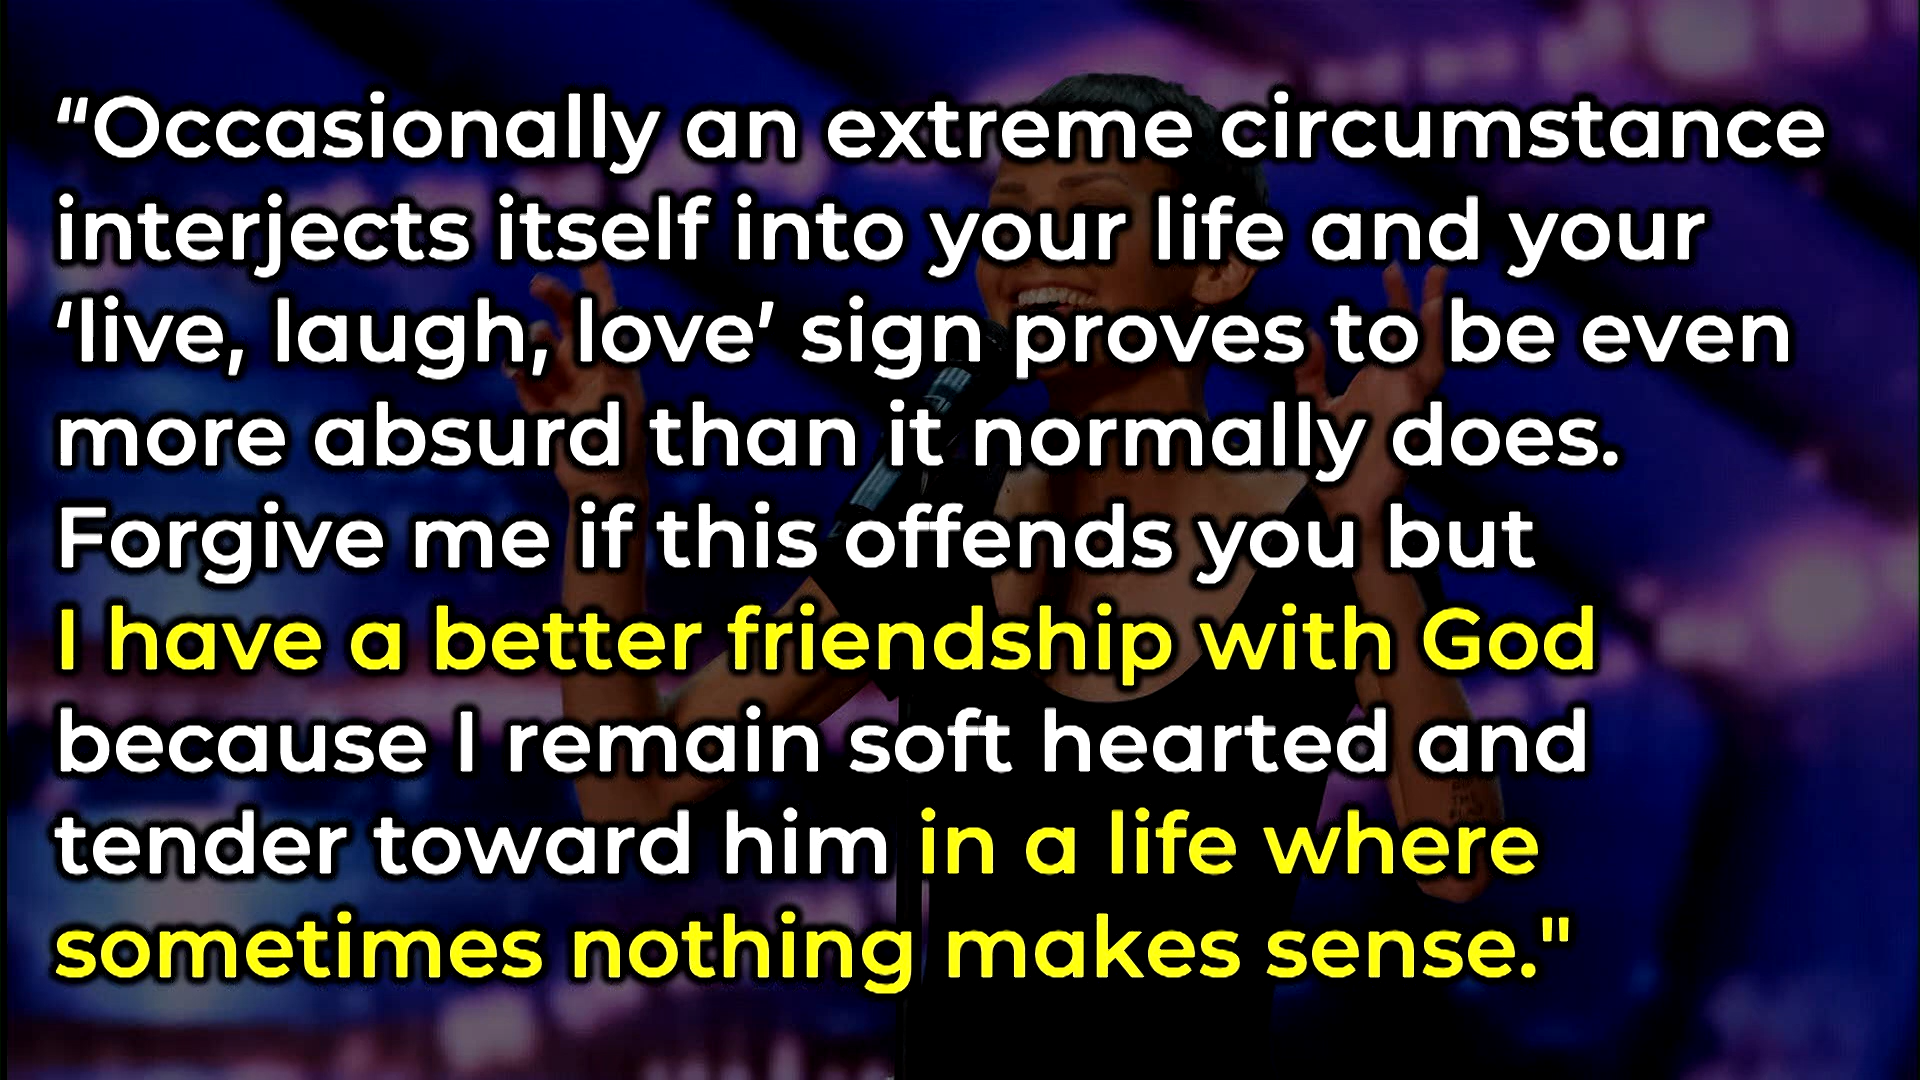 “Occasionally an extreme circumstance
interjects itself into your life and your
‘live, laugh, love’ sign proves to be even
more absurd than it normally does.
Forgive me if this offends you but
I have a better friendship with God
because I remain soft hearted and
tender toward him in a life where
sometimes nothing makes sense."